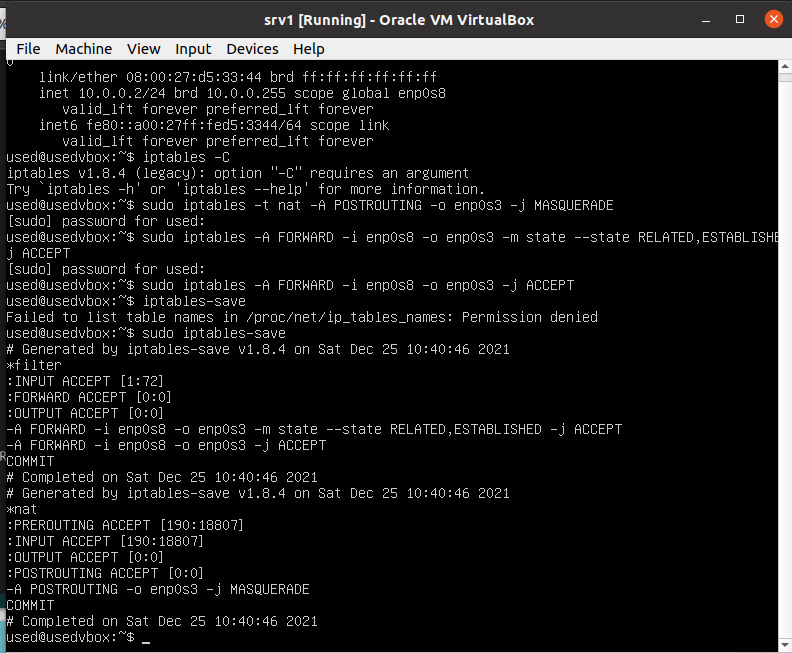 srv1 [Running] - Oracle VM VirtualBox
File Machine View Input Devices Help
0
link/ether 08:00:27:d5:33:44 brd ff:ff:ff:ff:ff:ff
inet 10.0.0.2/24 brd 10.0.0.255 scope global enp0s8
valid_lft forever preferred_lft forever
inet6 fe80::a00:27ff:fed5:3344/64 scope link
valid_lft forever preferred_lft forever
used@usedvbox:~$ iptables -C
iptables v1.8.4 (legacy): option "-C" requires an argument
Try `iptables -h' or 'iptables --help' for more information.
used@usedvbox:~$ sudo iptables -t nat -A POSTROUTING -o enp0s3 -j MASQUERADE
[sudo] password for used:
used@usedvbox:~$ sudo iptables -A FORWARD -i enp0s8 -o enp0s3 -m state --state RELATED,ESTABLISHE
j ACCEPT
[sudo] password for used:
used@usedvbox:~$ sudo iptables -A FORWARD -i enp0s8 -o enp0s3 -j ACCEPT
used@usedvbox:~$ iptables-save
Failed to list table names in /proc/net/ip_tables_names: Permission denied
used@usedvbox:~$ sudo iptables-save
# Generated by iptables-save v1.8.4 on Sat Dec 25 10:40:46 2021
*filter
:INPUT ACCEPT [1:72]
:FORWARD ACCEPT [0:0]
:OUTPUT ACCEPT [0:0]
-A FORWARD -i enp0s8 -o enp0s3 -m state --state RELATED,ESTABLISHED -j ACCEPT
-A FORWARD -i enp0s8 -o enp0s3 -j ACCEPT
COMMIT
# Completed on Sat Dec 25 10:40:46 2021
# Generated by iptables-save v1.8.4 on Sat Dec 25 10:40:46 2021
*nat
:PREROUTING ACCEPT [190:18807]
:INPUT ACCEPT [190:18807]
:OUTPUT ACCEPT [0:0]
:POSTROUTING ACCEPT [0:0]
-A POSTROUTING -o enp0s3 -j MASQUERADE
COMMIT
# Completed on Sat Dec 25 10:40:46 2021
used@usedvbox:~$ _